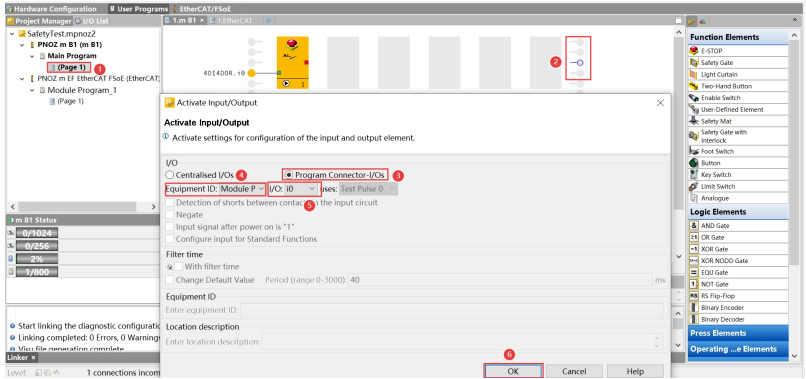 Hardware Configuration User Programs EtherCAT/FSoE
Project Manager I/O List
1.m B1 × 1.EtherCAT
SafetyTest.mpnoz2
PNOZ m B1 (m B1)
Main Program
(Page 1) 1
PNOZ m EF EtherCAT FSoE (EtherCAT)
Module Program_1
(Page 1)
4DI4DOR.i0
1
2
m B1 Status
0/1024
0/256
2%
1/800
Start linking the diagnostic configuratic
Linking completed: 0 Errors, 0 Warning
Visu file generation complete
Linker ×
Level:
1 connections incom
Activate Input/Output
Activate Input/Output
Activate settings for configuration of the input and output element.
I/O
Centralised I/Os 4 Program Connector-I/Os 3
Equipment ID: Module P I/O: i0 uses: Test Pulse 0
5
Detection of shorts between contacts in the input circuit
Negate
Input signal after power on is "1"
Configure input for Standard Functions
Filter time
With filter time
Change Default Value Period (range 0-3000): 40 ms
Equipment ID
Enter equipment ID:
Location description
Enter location description:
6
OK Cancel Help
Function Elements
E-STOP
Safety Gate
Light Curtain
Two-Hand Button
Enable Switch
User-Defined Element
Safety Mat
Safety Gate with
Interlock
Foot Switch
Button
Key Switch
Limit Switch
Analogue
Logic Elements
AND Gate
OR Gate
XOR Gate
XOR NODD Gate
EQU Gate
NOT Gate
RS Flip-Flop
Binary Encoder
Binary Decoder
Press Elements
Operating ...e Elements